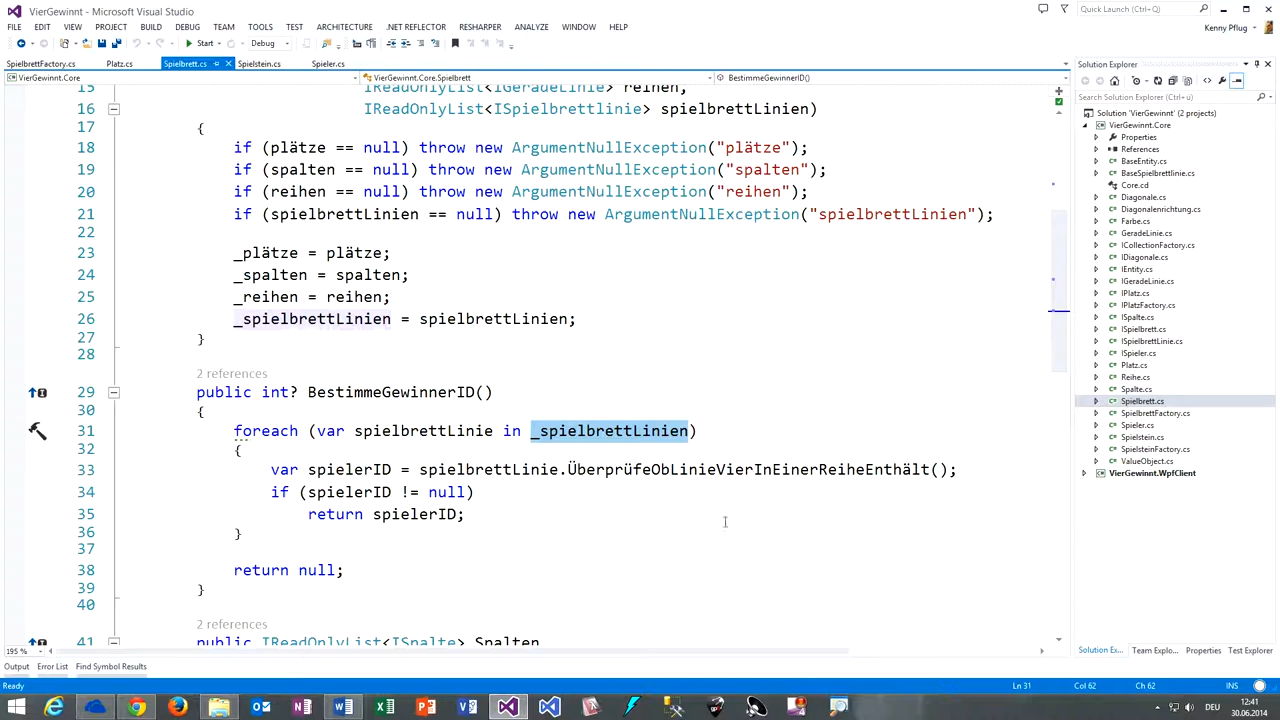 VierGewinnt - Microsoft Visual Studio
Quick Launch (Ctrl+Q)
FILE EDIT VIEW PROJECT BUILD DEBUG TEAM TOOLS TEST ARCHITECTURE .NET REFLECTOR RESHARPER ANALYZE WINDOW HELP
Kenny Pflug
Start Debug
SpielbrettFactory.cs Platz.cs Spielbrett.cs Spielstein.cs Spieler.cs
VierGewinnt.Core VierGewinnt.Core.Spielbrett BestimmeGewinnerID()
15 IReadOnlyList<IGeradeLinie> reihen,
16 IReadOnlyList<ISpielbrettlinie> spielbrettLinien)
17 {
18 if (plätze == null) throw new ArgumentNullException("plätze");
19 if (spalten == null) throw new ArgumentNullException("spalten");
20 if (reihen == null) throw new ArgumentNullException("reihen");
21 if (spielbrettLinien == null) throw new ArgumentNullException("spielbrettLinien");
22
23 _plätze = plätze;
24 _spalten = spalten;
25 _reihen = reihen;
26 _spielbrettLinien = spielbrettLinien;
27 }
28
2 references
29 public int? BestimmeGewinnerID()
30 {
31 foreach (var spielbrettLinie in _spielbrettLinien)
32 {
33 var spielerID = spielbrettLinie.ÜberprüfeObLinieVierInEinerReiheEnthält();
34 if (spielerID != null)
35 return spielerID;
36 }
37
38 return null;
39 }
40
2 references
41 public IReadOnlyList<ISpalte> Spalten
195 %
Output Error List Find Symbol Results
Solution Explorer
Search Solution Explorer (Ctrl+ü)
Solution 'VierGewinnt' (2 projects)
VierGewinnt.Core
Properties
References
BaseEntity.cs
BaseSpielbrettlinie.cs
Core.cd
Diagonale.cs
Diagonalenrichtung.cs
Farbe.cs
GeradeLinie.cs
ICollectionFactory.cs
IDiagonale.cs
IEntity.cs
IGeradeLinie.cs
IPlatz.cs
IPlatzFactory.cs
ISpalte.cs
ISpielbrett.cs
ISpielbrettLinie.cs
ISpieler.cs
Platz.cs
Reihe.cs
Spalte.cs
Spielbrett.cs
SpielbrettFactory.cs
Spieler.cs
Spielstein.cs
ValueObject.cs
VierGewinnt.WpfClient
Solution Ex... Team Explo... Properties Test Explorer
Ready Ln 31 Col 62 Ch 62 INS
DEU
12:41
30.06.2014